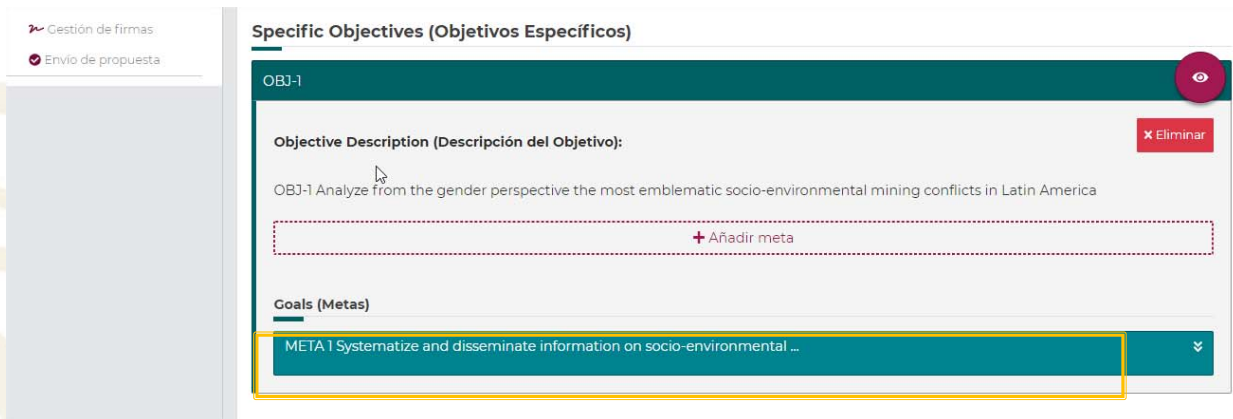 Gestión de firmas
Envío de propuesta
Specific Objectives (Objetivos Específicos)
OBJ-1
Objective Description (Descripción del Objetivo):
Eliminar
OBJ-1 Analyze from the gender perspective the most emblematic socio-environmental mining conflicts in Latin America
Añadir meta
Goals (Metas)
META 1 Systematize and disseminate information on socio-environmental ...